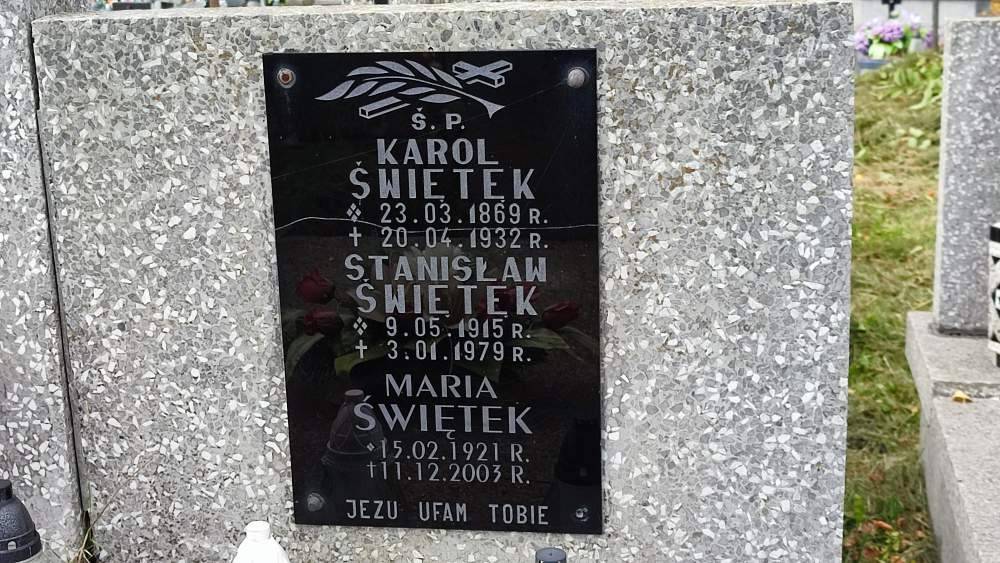 Ś. P.
KAROL
ŚWIĘTEK
23.03.1869 R.
† 20.04.1932 R.
STANISŁAW
ŚWIĘTEK
9.05.1915 R.
† 3.01.1979 R.
MARIA
ŚWIĘTEK
15.02.1921 R.
†11.12.2003 R.
JEZU UFAM TOBIE